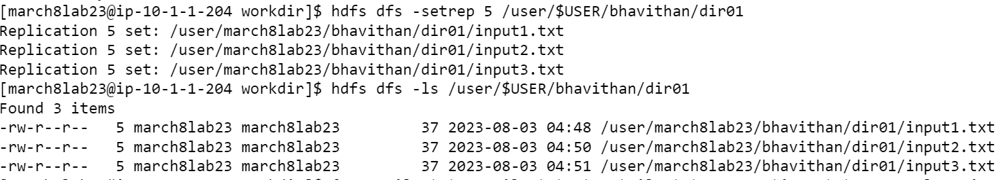 [march8lab23@ip-10-1-1-204 workdir]$ hdfs dfs -setrep 5 /user/$USER/bhavithan/dir01
Replication 5 set: /user/march8lab23/bhavithan/dir01/input1.txt
Replication 5 set: /user/march8lab23/bhavithan/dir01/input2.txt
Replication 5 set: /user/march8lab23/bhavithan/dir01/input3.txt
[march8lab23@ip-10-1-1-204 workdir]$ hdfs dfs -ls /user/$USER/bhavithan/dir01
Found 3 items
-rw-r--r--   5 march8lab23 march8lab23         37 2023-08-03 04:48 /user/march8lab23/bhavithan/dir01/input1.txt
-rw-r--r--   5 march8lab23 march8lab23         37 2023-08-03 04:50 /user/march8lab23/bhavithan/dir01/input2.txt
-rw-r--r--   5 march8lab23 march8lab23         37 2023-08-03 04:51 /user/march8lab23/bhavithan/dir01/input3.txt